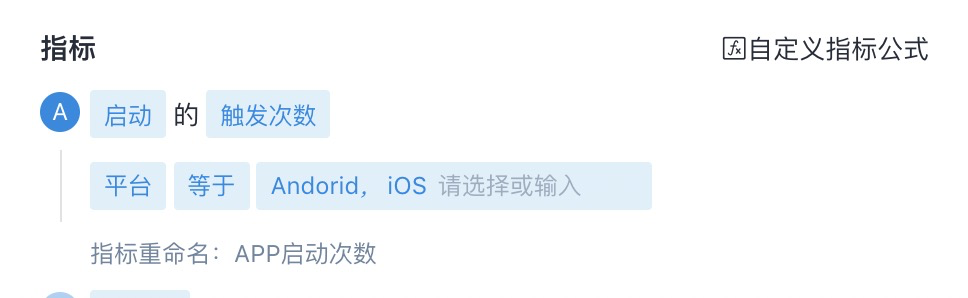 指标
自定义指标公式
A 启动 的 触发次数
平台 等于 Andorid， iOS 请选择或输入
指标重命名：APP启动次数